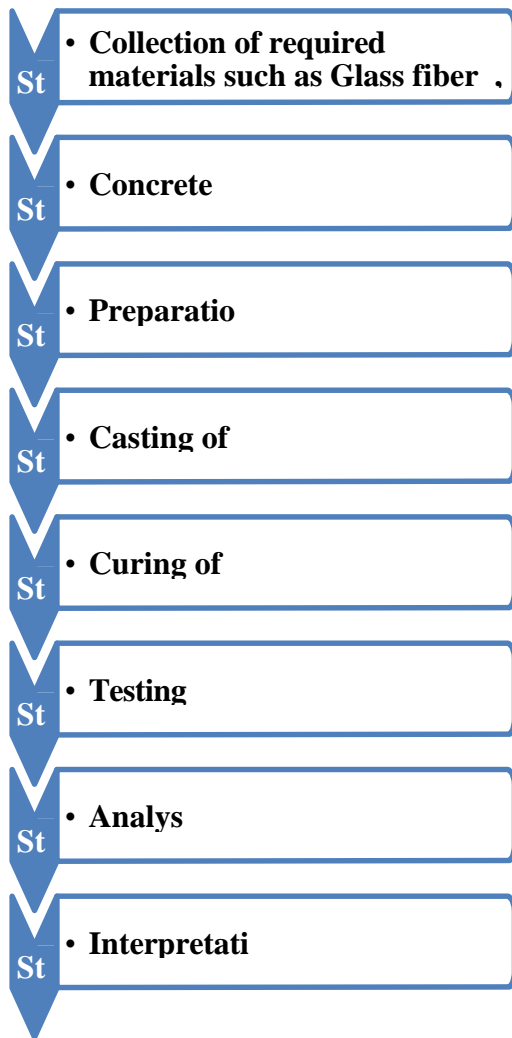 St
• Collection of required
materials such as Glass fiber ,
St
• Concrete
St
• Preparatio
St
• Casting of
St
• Curing of
St
• Testing
St
• Analys
St
• Interpretati